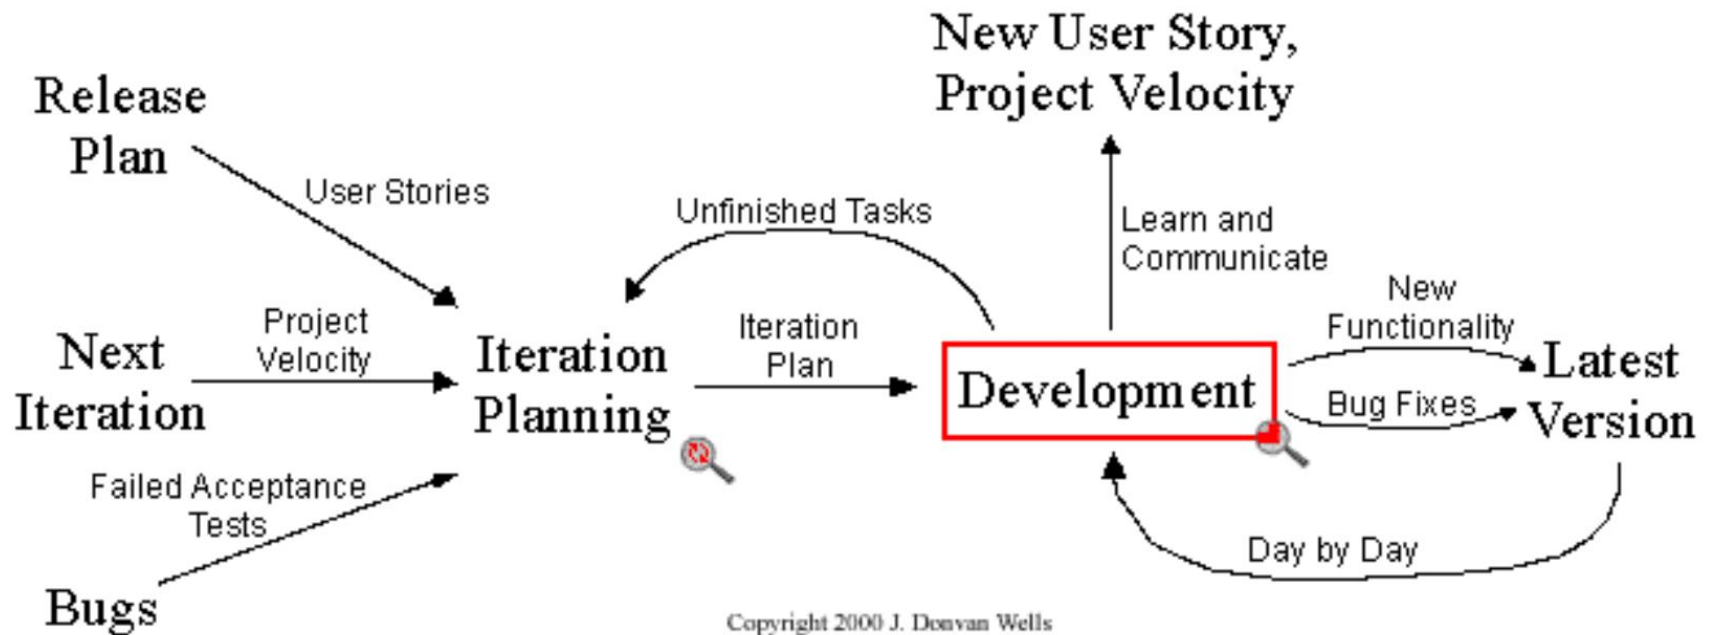 New User Story,
Project Velocity
Release
Plan
User Stories
Unfinished Tasks
Learn and
Communicate
New
Functionality
Project
Velocity
Next
Iteration
Iteration
Planning
Iteration
Plan
Development
Bug Fixes
Latest
Version
Failed Acceptance
Tests
Day by Day
Bugs
Copyright 2000 J. Donvan Wells